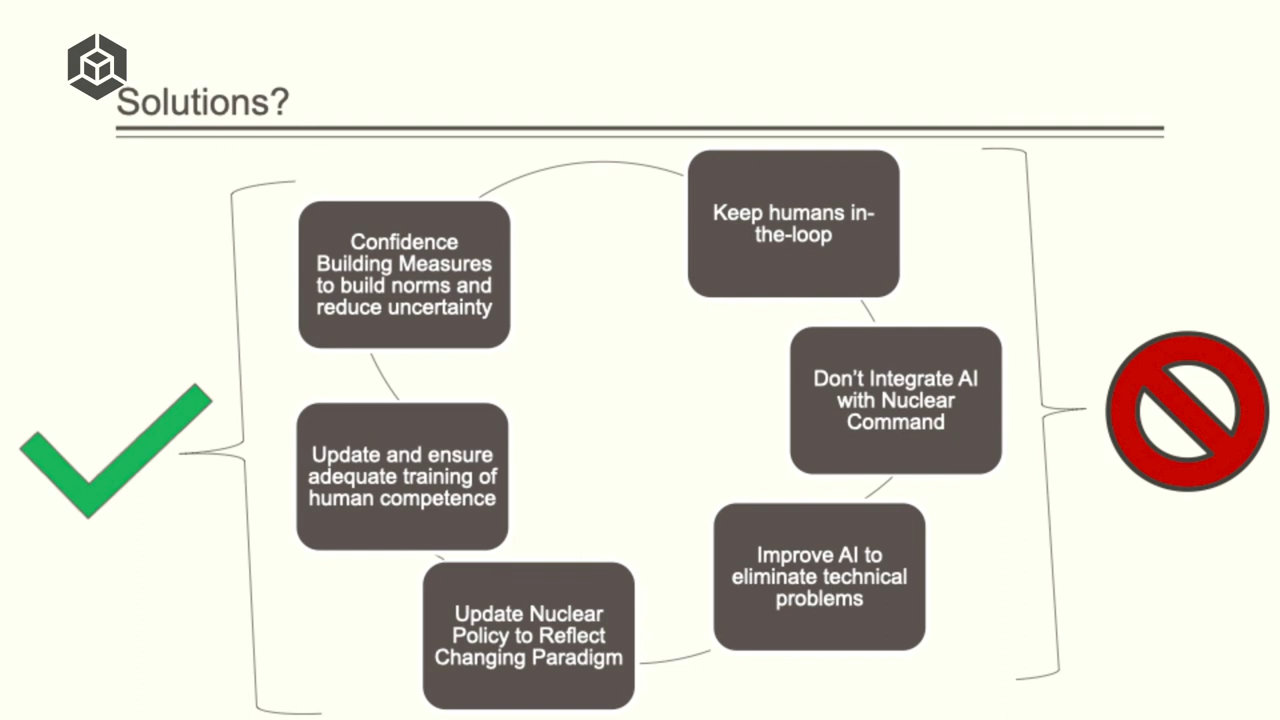 Solutions?
Confidence
Building Measures
to build norms and
reduce uncertainty
Keep humans in-
the-loop
Don't Integrate AI
with Nuclear
Command
Update and ensure
adequate training of
human competence
Improve AI to
eliminate technical
problems
Update Nuclear
Policy to Reflect
Changing Paradigm